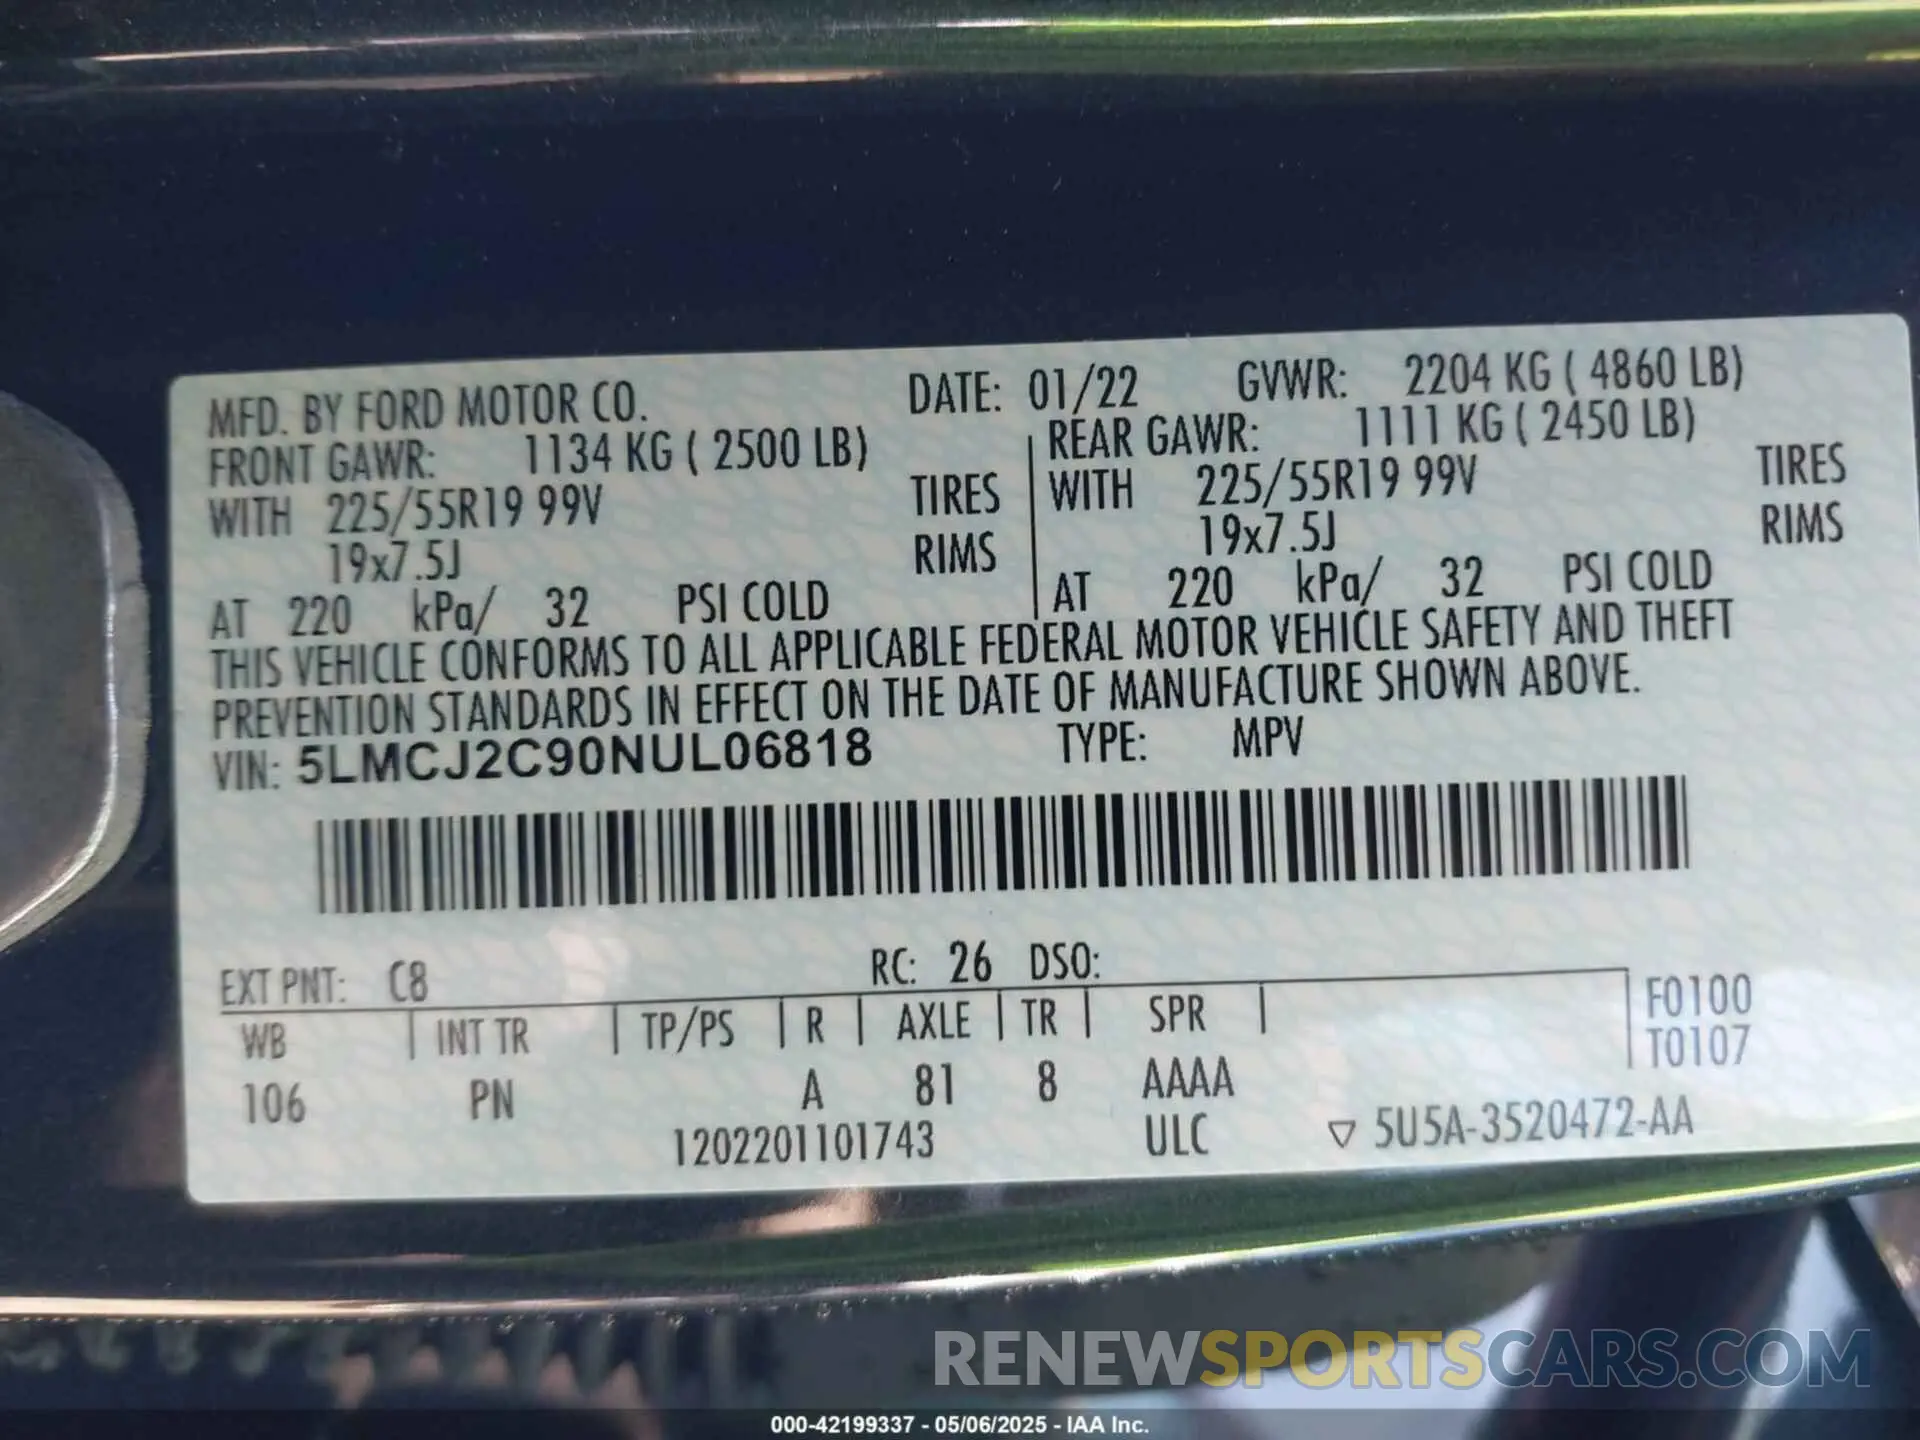 MFD. BY FORD MOTOR CO. DATE: 01/22 GVWR: 2204 KG ( 4860 LB)
FRONT GAWR: 1134 KG ( 2500 LB) REAR GAWR: 1111 KG ( 2450 LB)
WITH 225/55R19 99V TIRES WITH 225/55R19 99V TIRES
19x7.5J RIMS 19x7.5J RIMS
AT 220 kPa/ 32 PSI COLD AT 220 kPa/ 32 PSI COLD
THIS VEHICLE CONFORMS TO ALL APPLICABLE FEDERAL MOTOR VEHICLE SAFETY AND THEFT
PREVENTION STANDARDS IN EFFECT ON THE DATE OF MANUFACTURE SHOWN ABOVE.
VIN: 5LMCJ2C90NUL06818 TYPE: MPV
EXT PNT: C8 RC: 26 DSO:
WB INT TR TP/PS R AXLE TR SPR F0100
T0107
106 PN A 81 8 AAAA
1202201101743 ULC ▽ 5U5A-3520472-AA
RENEWSPORTSCARS.COM
000-42199337 - 05/06/2025 - IAA Inc.